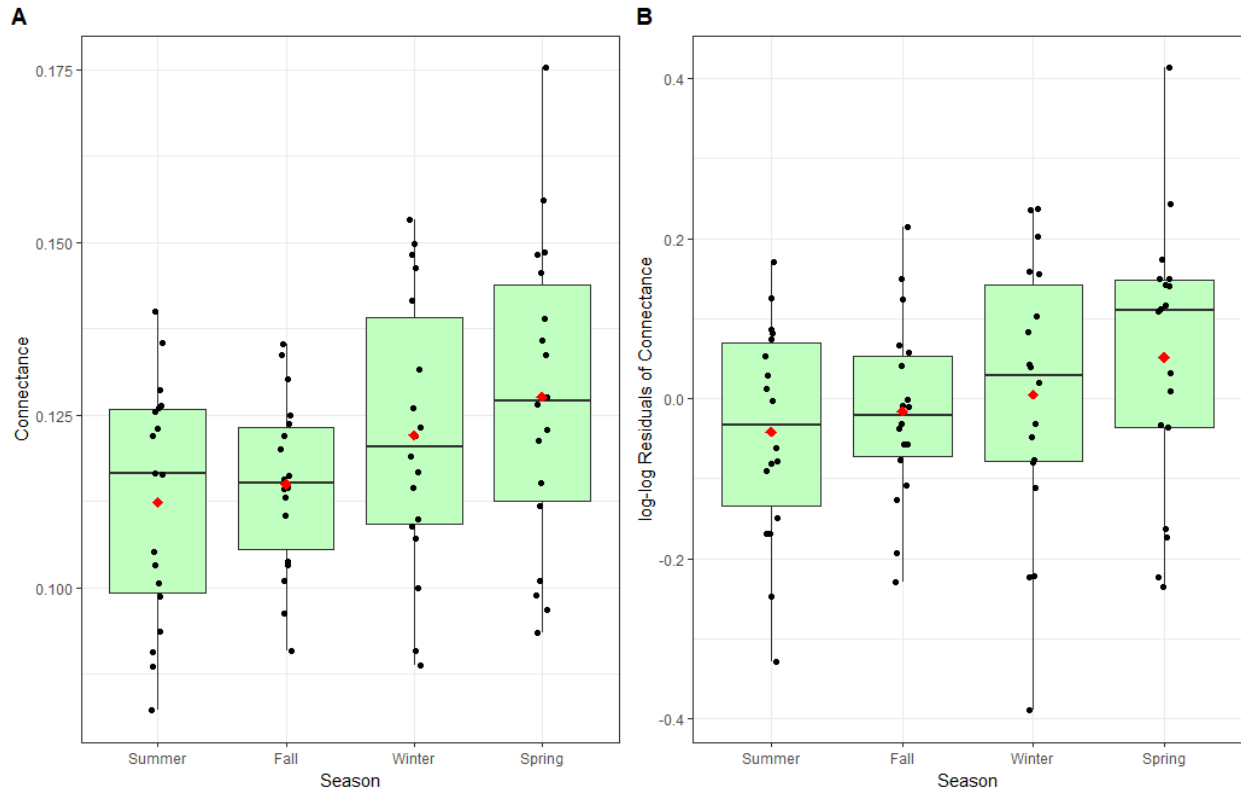 A
Connectance
0.175
0.150
0.125
0.100
Summer Fall Winter Spring
Season
B
log-log Residuals of Connectance
0.4
0.2
0.0
-0.2
-0.4
Summer Fall Winter Spring
Season